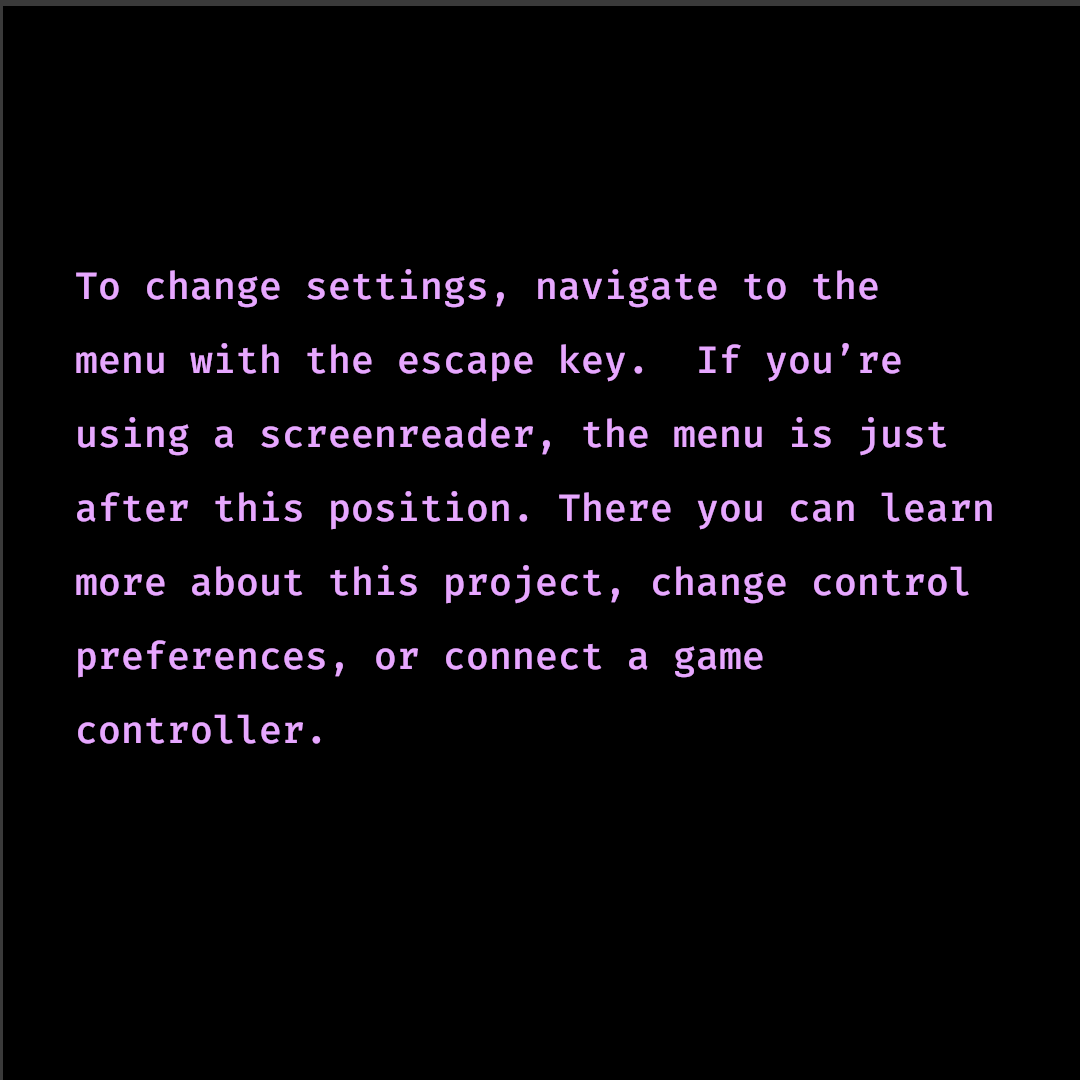 To change settings, navigate to the
menu with the escape key.  If you’re
using a screenreader, the menu is just
after this position. There you can learn
more about this project, change control
preferences, or connect a game
controller.